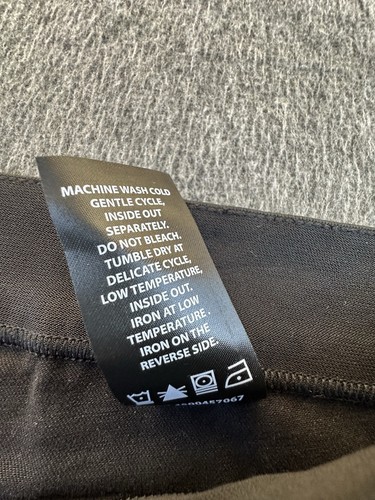 MACHINE WASH COLD
GENTLE CYCLE,
INSIDE OUT
SEPARATELY.
DO NOT BLEACH.
TUMBLE DRY AT
DELICATE CYCLE,
LOW TEMPERATURE,
INSIDE OUT.
IRON AT LOW
TEMPERATURE.
IRON ON THE
REVERSE SIDE.